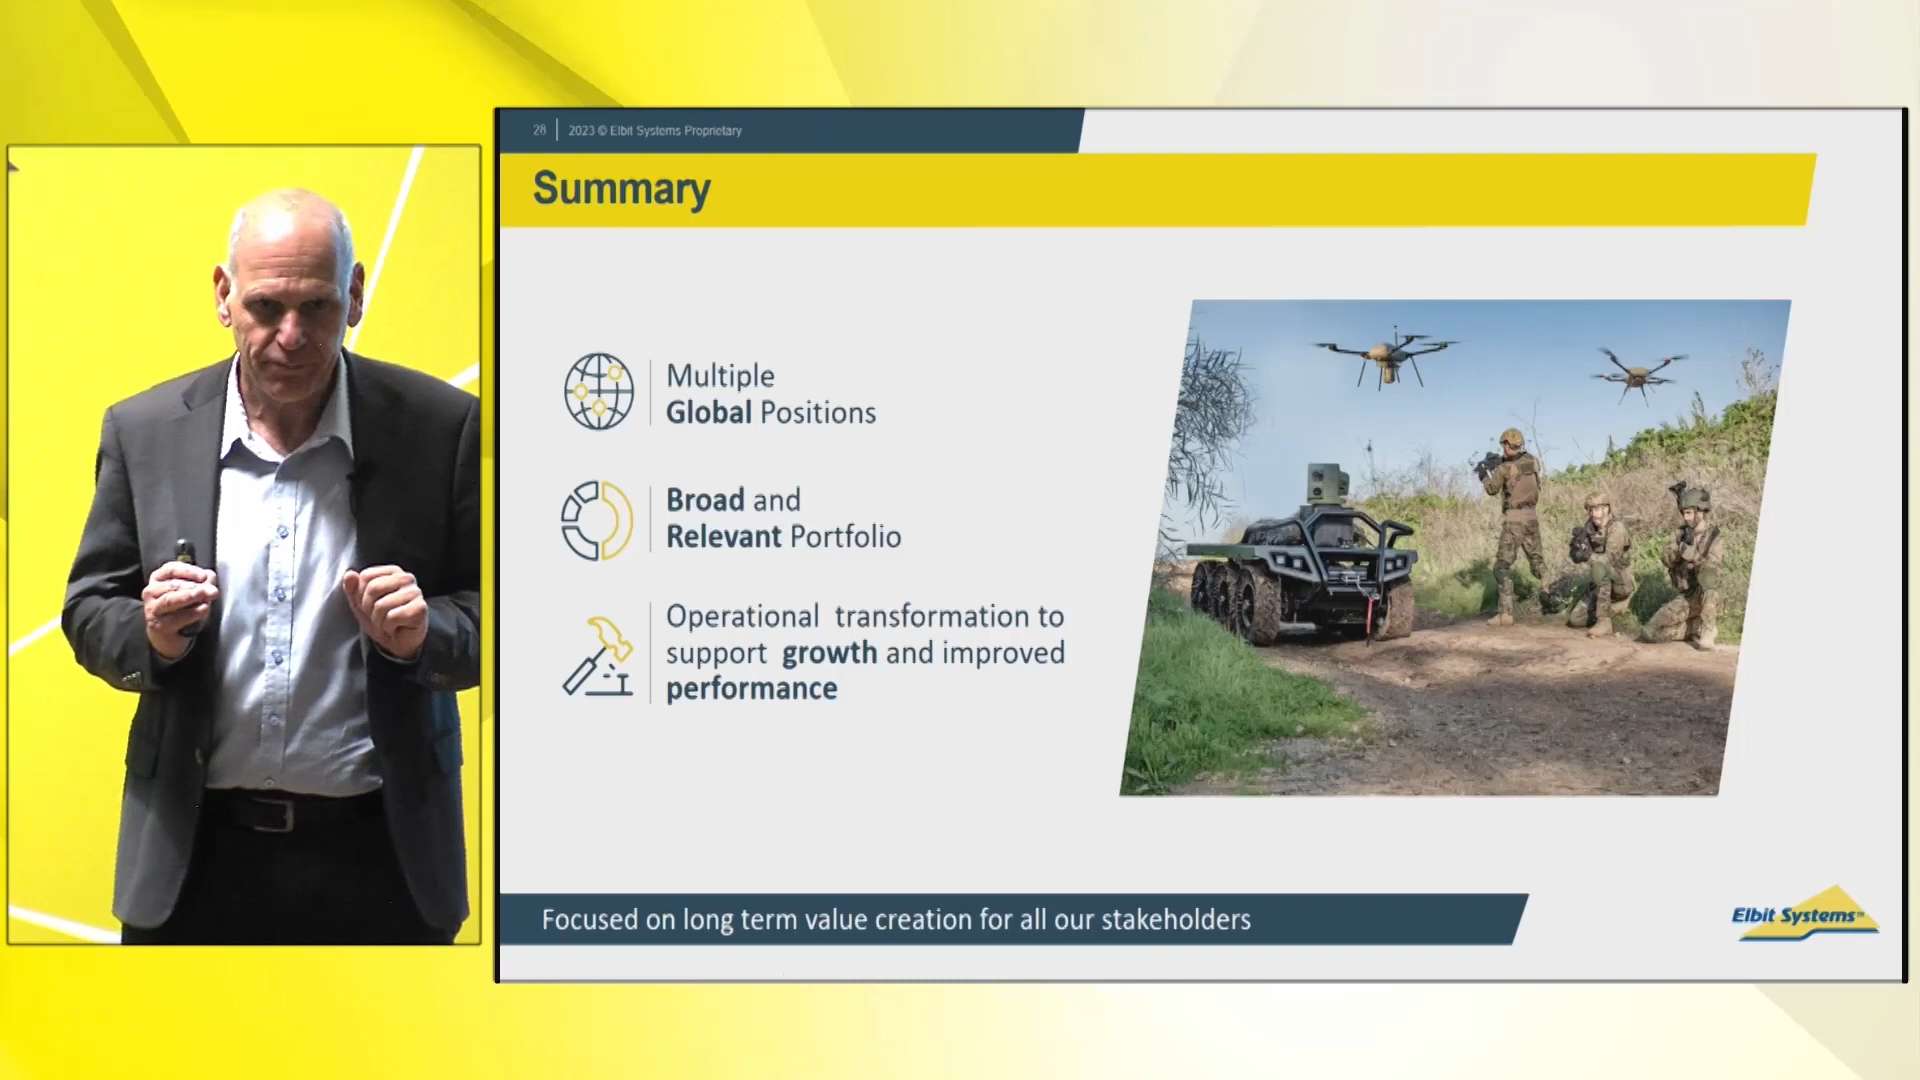 28 | 2023 © Elbit Systems Proprietary
Summary
Multiple
Global Positions
Broad and
Relevant Portfolio
Operational transformation to
support growth and improved
performance
Focused on long term value creation for all our stakeholders
Elbit Systems™